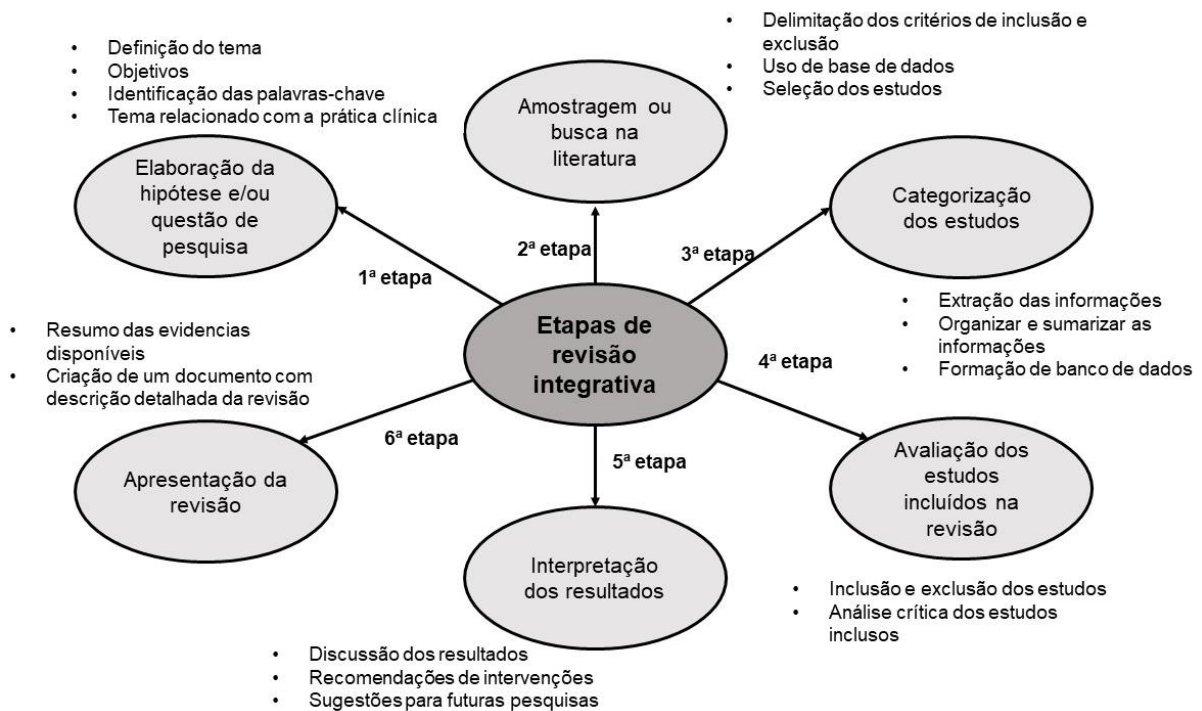 • Definição do tema
• Objetivos
• Identificação das palavras-chave
• Tema relacionado com a prática clínica
Elaboração da
hipótese e/ou
questão de
pesquisa
1ª etapa
Amostragem ou
busca na
literatura
2ª etapa
• Delimitação dos critérios de inclusão e
exclusão
• Uso de base de dados
• Seleção dos estudos
Categorização
dos estudos
3ª etapa
• Extração das informações
• Organizar e sumarizar as
informações
• Formação de banco de dados
Etapas de
revisão
integrativa
4ª etapa
Avaliação dos
estudos
incluídos na
revisão
• Inclusão e exclusão dos estudos
• Análise crítica dos estudos
inclusos
5ª etapa
Interpretação
dos resultados
• Discussão dos resultados
• Recomendações de intervenções
• Sugestões para futuras pesquisas
6ª etapa
• Resumo das evidencias
disponíveis
• Criação de um documento com
descrição detalhada da revisão
Apresentação da
revisão